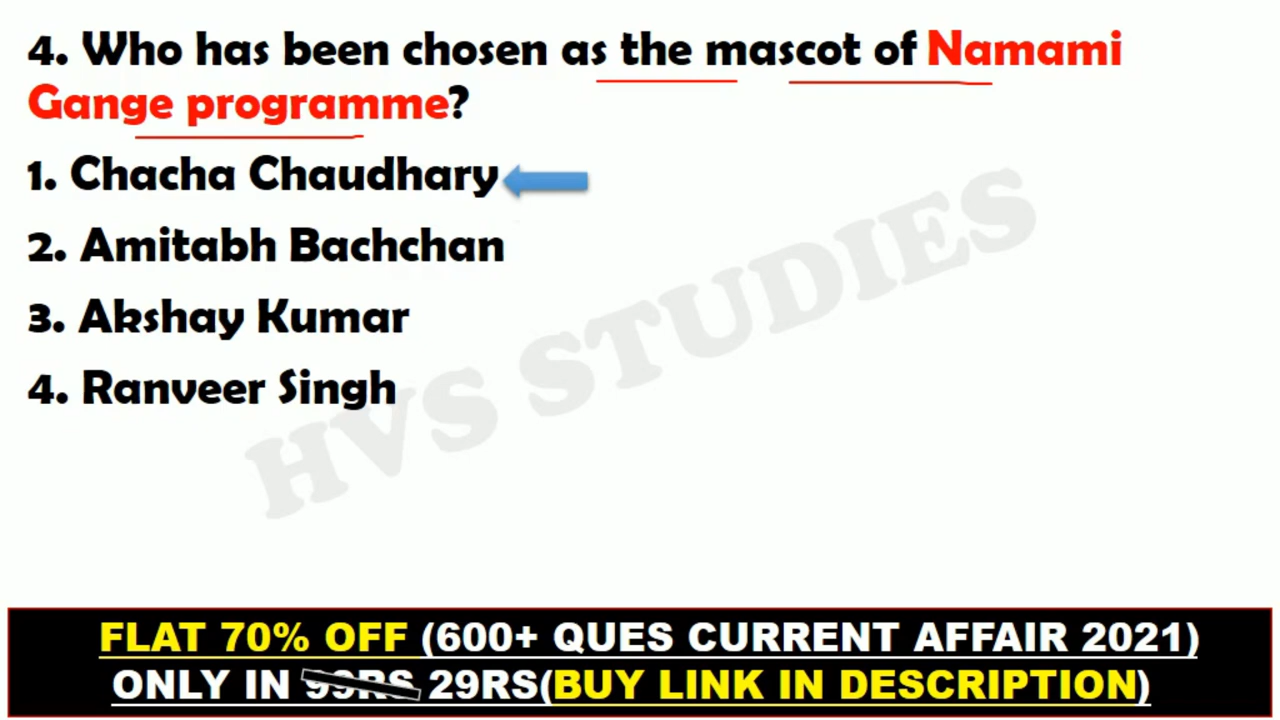 4. Who has been chosen as the mascot of Namami
Gange programme?
1. Chacha Chaudhary
2. Amitabh Bachchan
3. Akshay Kumar
4. Ranveer Singh
HVS STUDIES
FLAT 70% OFF (600+ QUES CURRENT AFFAIR 2021)
ONLY IN 99RS 29RS(BUY LINK IN DESCRIPTION)